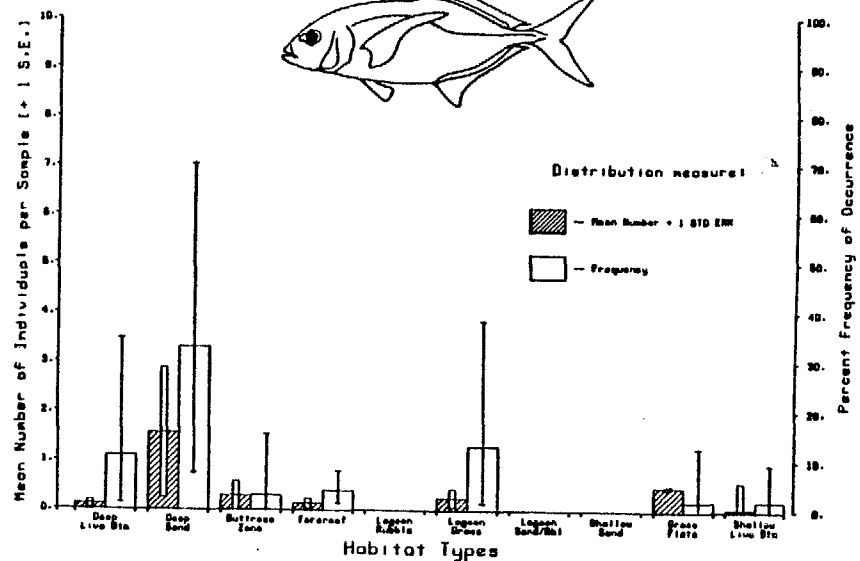 Mean Number of Individuals per Sample [+ 1 S.E.]
10.
9.
8.
7.
6.
5.
4.
3.
2.
1.
0.
100.
90.
80.
70.
60.
50.
40.
30.
20.
10.
0.
Percent Frequency of Occurrence
Distribution measure:
- Mean Number + 1 STD ERR
- Frequency
Deep
Live Btm
Deep
Sand
Buttress
Zone
Forereef
Lagoon
Rubble
Lagoon
Grass
Lagoon
Sand/Rbl
Shallow
Sand
Grass
Flats
Shallow
Live Btm
Habitat Types